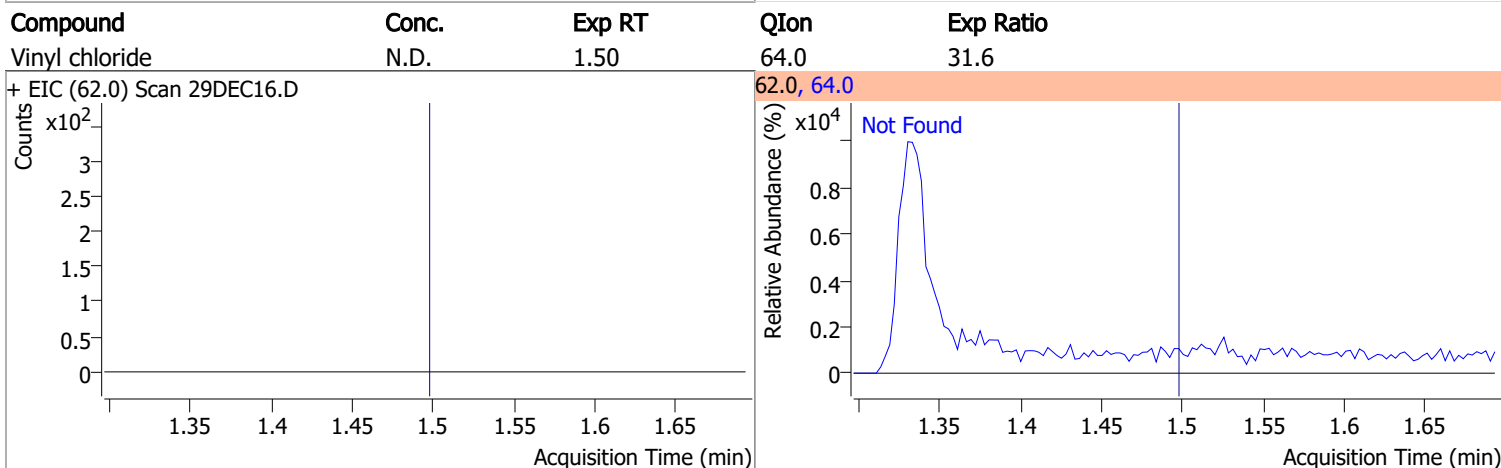 Compound Conc. Exp RT QIon Exp Ratio
Vinyl chloride N.D. 1.50 64.0 31.6
+ EIC (62.0) Scan 29DEC16.D
Counts
x10²
3
2.5
2
1.5
1
0.5
0
1.35 1.4 1.45 1.5 1.55 1.6 1.65
Acquisition Time (min)
62.0, 64.0
Relative Abundance (%)
x10⁴
Not Found
0.8
0.6
0.4
0.2
0
1.35 1.4 1.45 1.5 1.55 1.6 1.65
Acquisition Time (min)